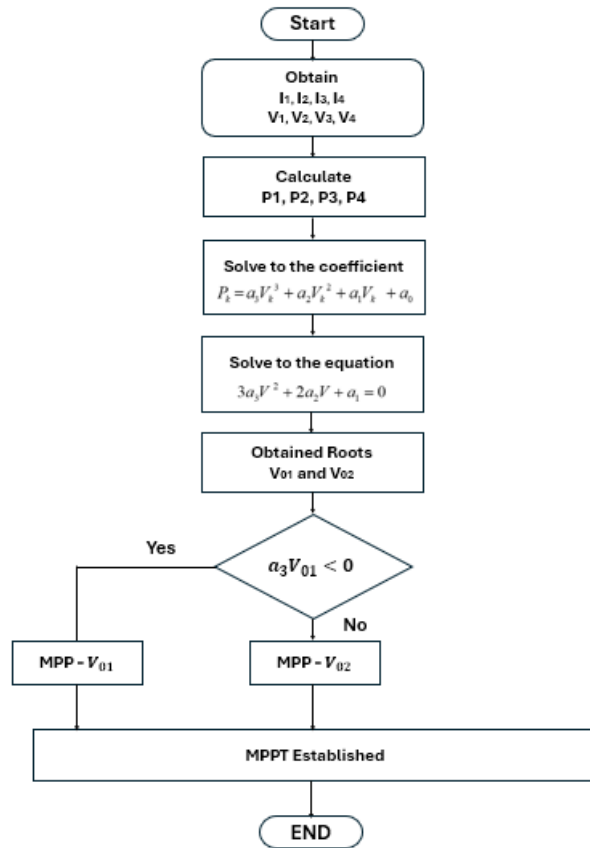 Start
Obtain
I₁, I₂, I₃, I₄
V₁, V₂, V₃, V₄
Calculate
P1, P2, P3, P4
Solve to the coefficient
Pₖ = a₃Vₖ³ + a₂Vₖ² + a₁Vₖ + a₀
Solve to the equation
3a₃V² + 2a₂V + a₁ = 0
Obtained Roots
V₀₁ and V₀₂
Yes
a₃V₀₁ < 0
No
MPP - V₀₁
MPP - V₀₂
MPPT Established
END